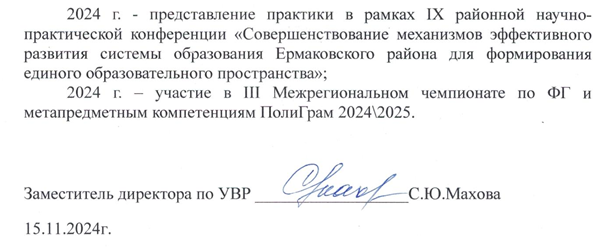 2024 г. - представление практики в рамках IX районной научно-
практической конференции «Совершенствование механизмов эффективного
развития системы образования Ермаковского района для формирования
единого образовательного пространства»;
2024 г. – участие в III Межрегиональном чемпионате по ФГ и
метапредметным компетенциям ПолиГрам 2024\2025.
Заместитель директора по УВР С.Ю.Махова
15.11.2024г.